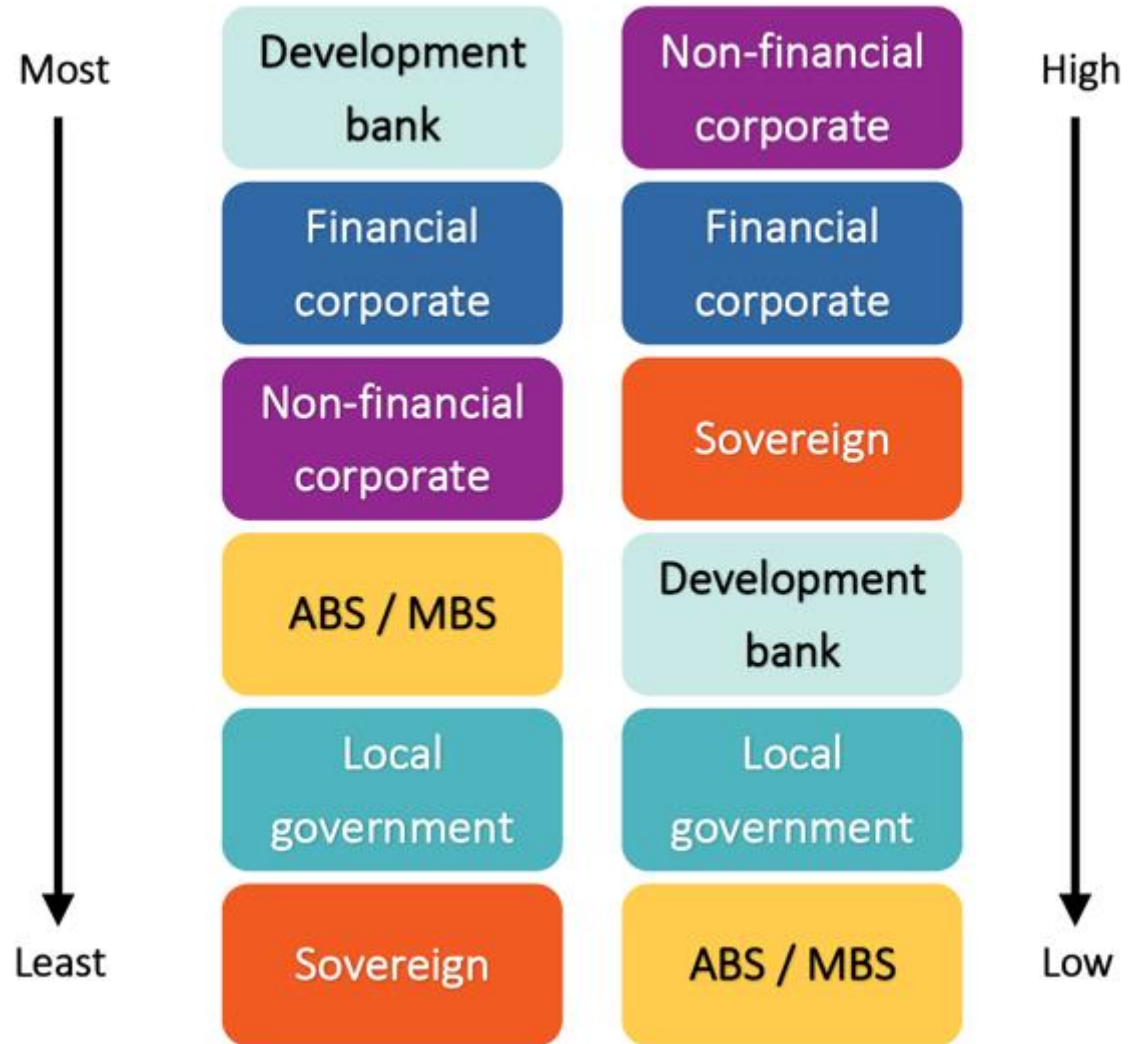 Most
Development
bank
Financial
corporate
Non-financial
corporate
ABS / MBS
Local
government
Sovereign
Least
Non-financial
corporate
Financial
corporate
Sovereign
Development
bank
Local
government
ABS / MBS
High
Low